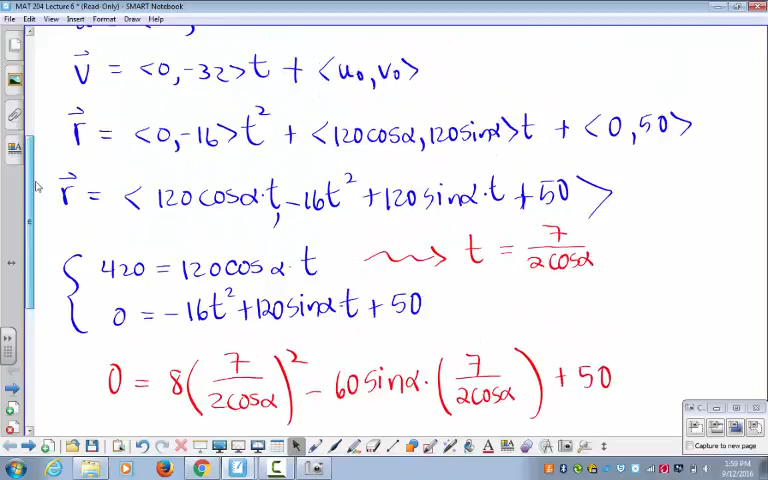 MAT 204 Lecture 6 * (Read-Only) - SMART Notebook
File Edit View Insert Format Draw Help
v⃗ = <0,-32>t + <u₀,v₀>
r⃗ = <0,-16>t² + <120cosα,120sinα>t + <0,50>
r⃗ = <120cosα·t, -16t²+120sinα·t+50>
420 = 120cosα·t ⇝ t = 7/(2cosα)
0 = -16t²+120sinαt+50
0 = 8(7/(2cosα))² - 60sinα·(7/(2cosα)) + 50
Capture to new page
1:59 PM
9/12/2016